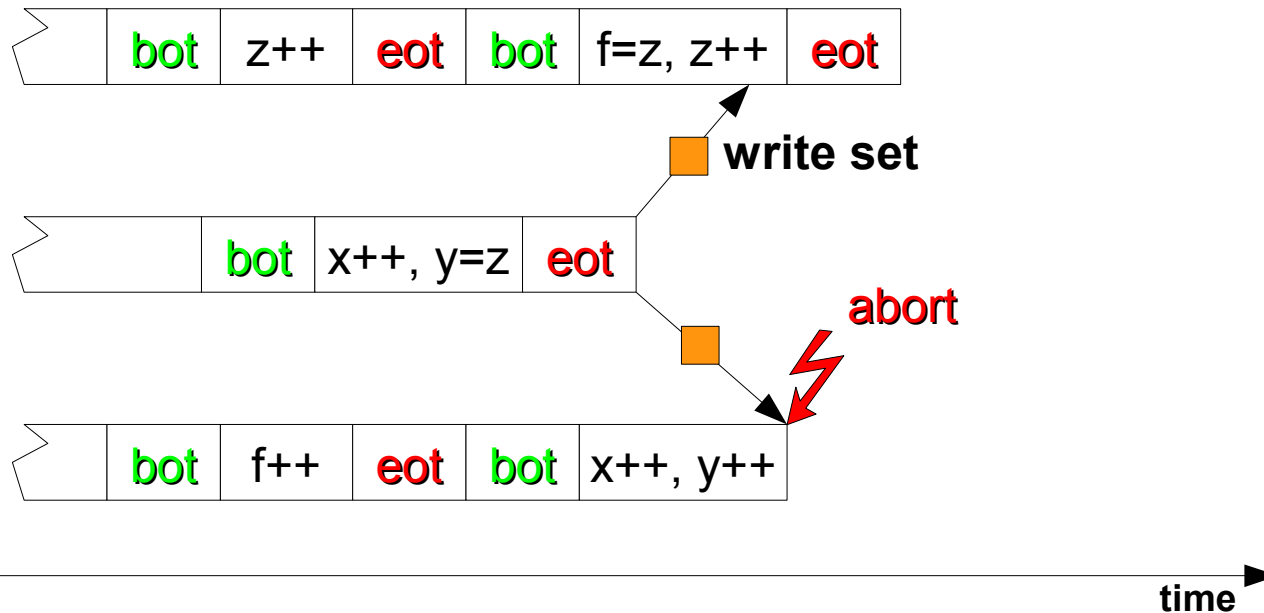 bot z++ eot bot f=z, z++ eot
write set
bot x++, y=z eot
abort
bot f++ eot bot x++, y++
time